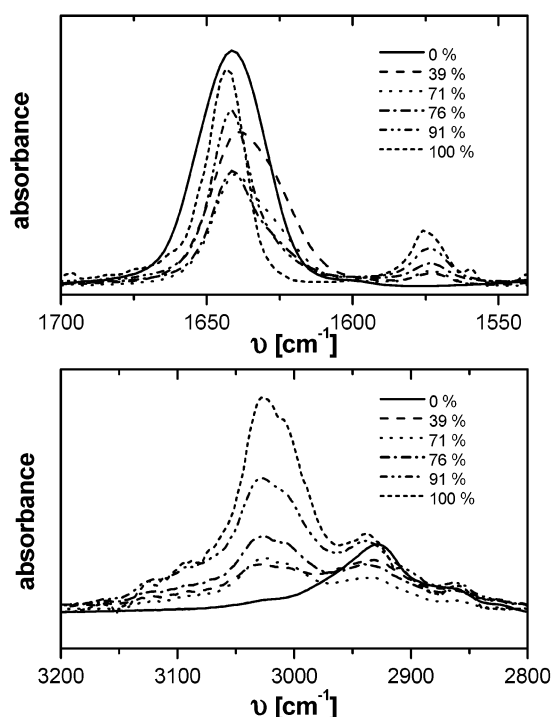 absorbance
0 %
39 %
71 %
76 %
91 %
100 %
1700 1650 1600 1550
υ [cm⁻¹]
absorbance
0 %
39 %
71 %
76 %
91 %
100 %
3200 3100 3000 2900 2800
υ [cm⁻¹]